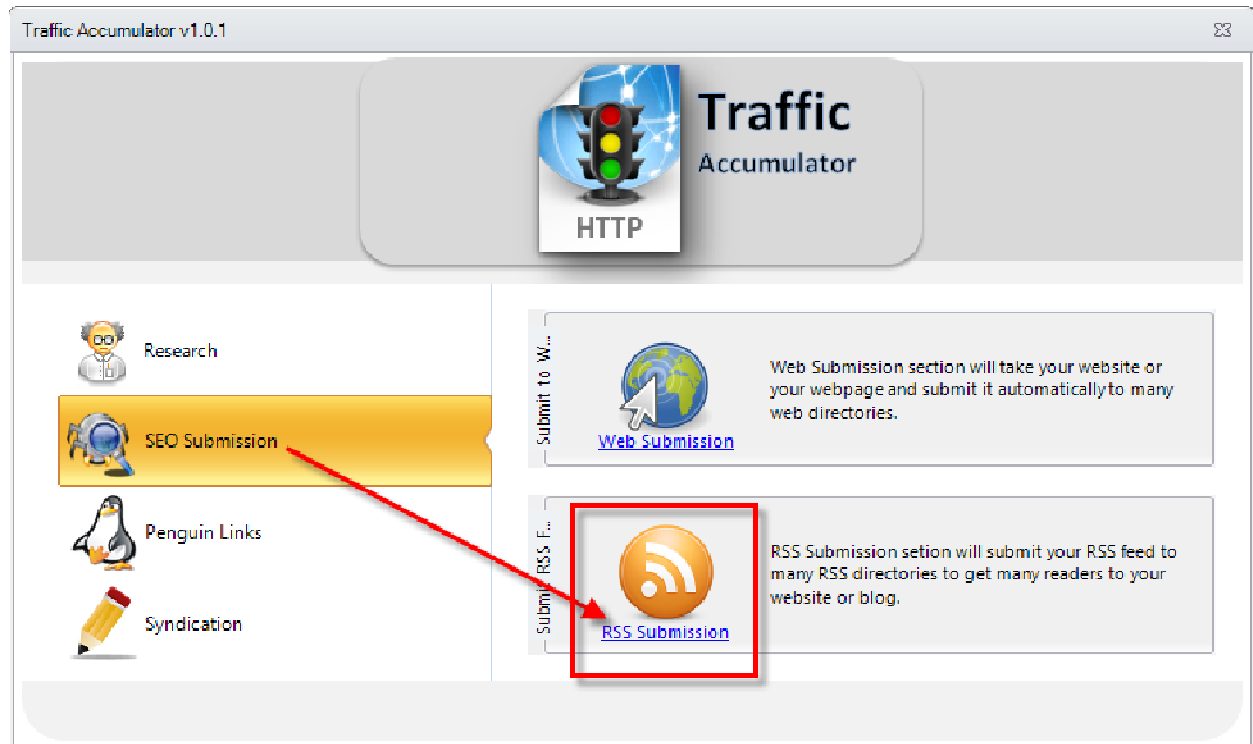 Traffic Accumulator v1.0.1
Traffic
Accumulator
HTTP
Research
SEO Submission
Penguin Links
Syndication
Submit to W...
Web Submission
Web Submission section will take your website or
your webpage and submit it automatically to many
web directories.
Submit RSS F...
RSS Submission
RSS Submission setion will submit your RSS feed to
many RSS directories to get many readers to your
website or blog.